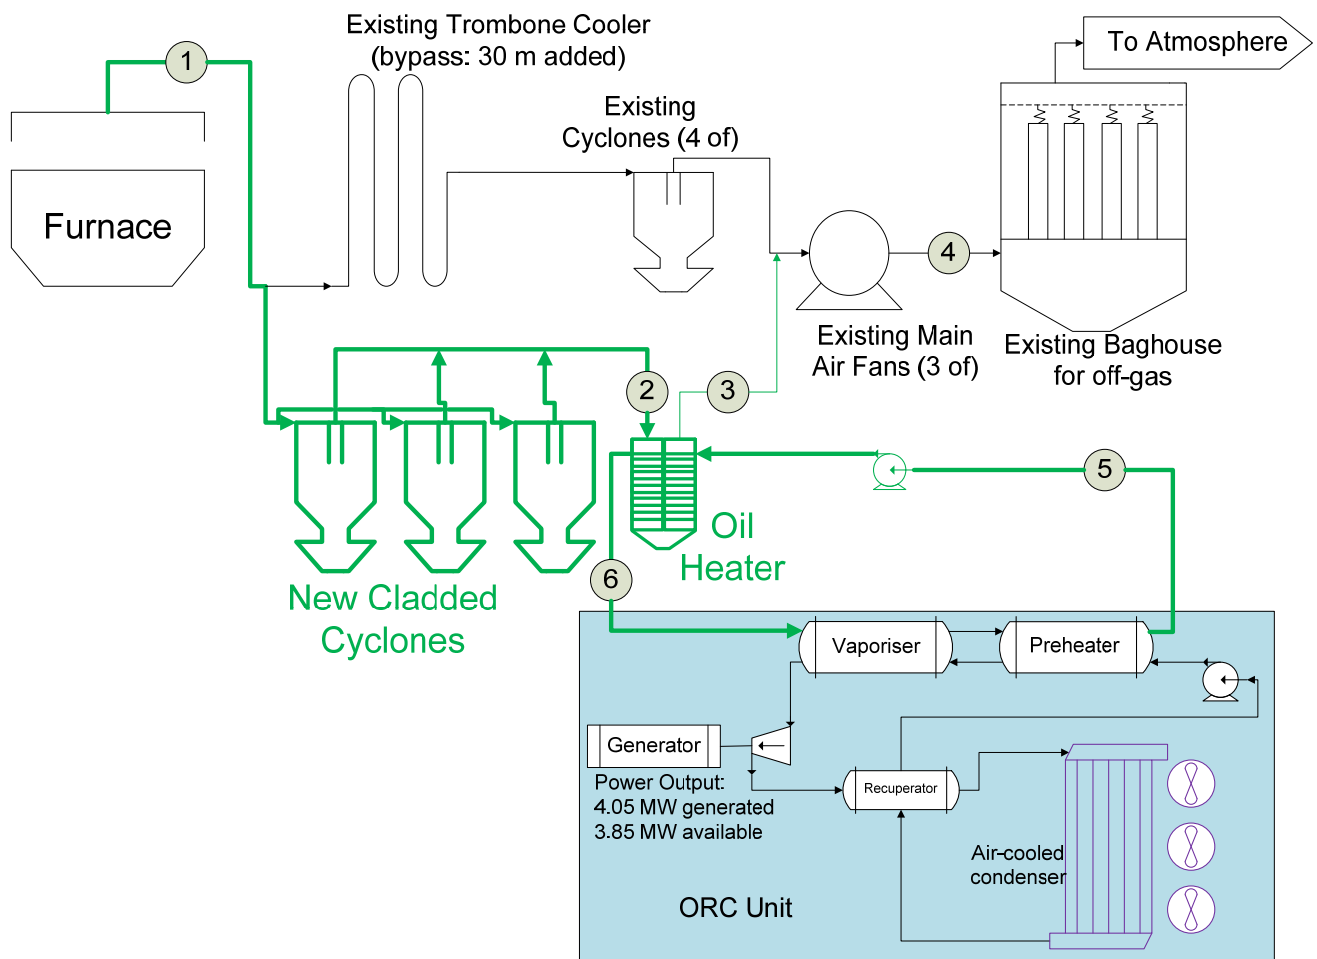 Existing Trombone Cooler
(bypass: 30 m added)
To Atmosphere
1
Existing
Cyclones (4 of)
Furnace
4
Existing Main
Air Fans (3 of)
Existing Baghouse
for off-gas
2
3
5
Oil
Heater
6
New Cladded
Cyclones
Vaporiser
Preheater
Generator
Power Output:
4.05 MW generated
3.85 MW available
Recuperator
Air-cooled
condenser
ORC Unit